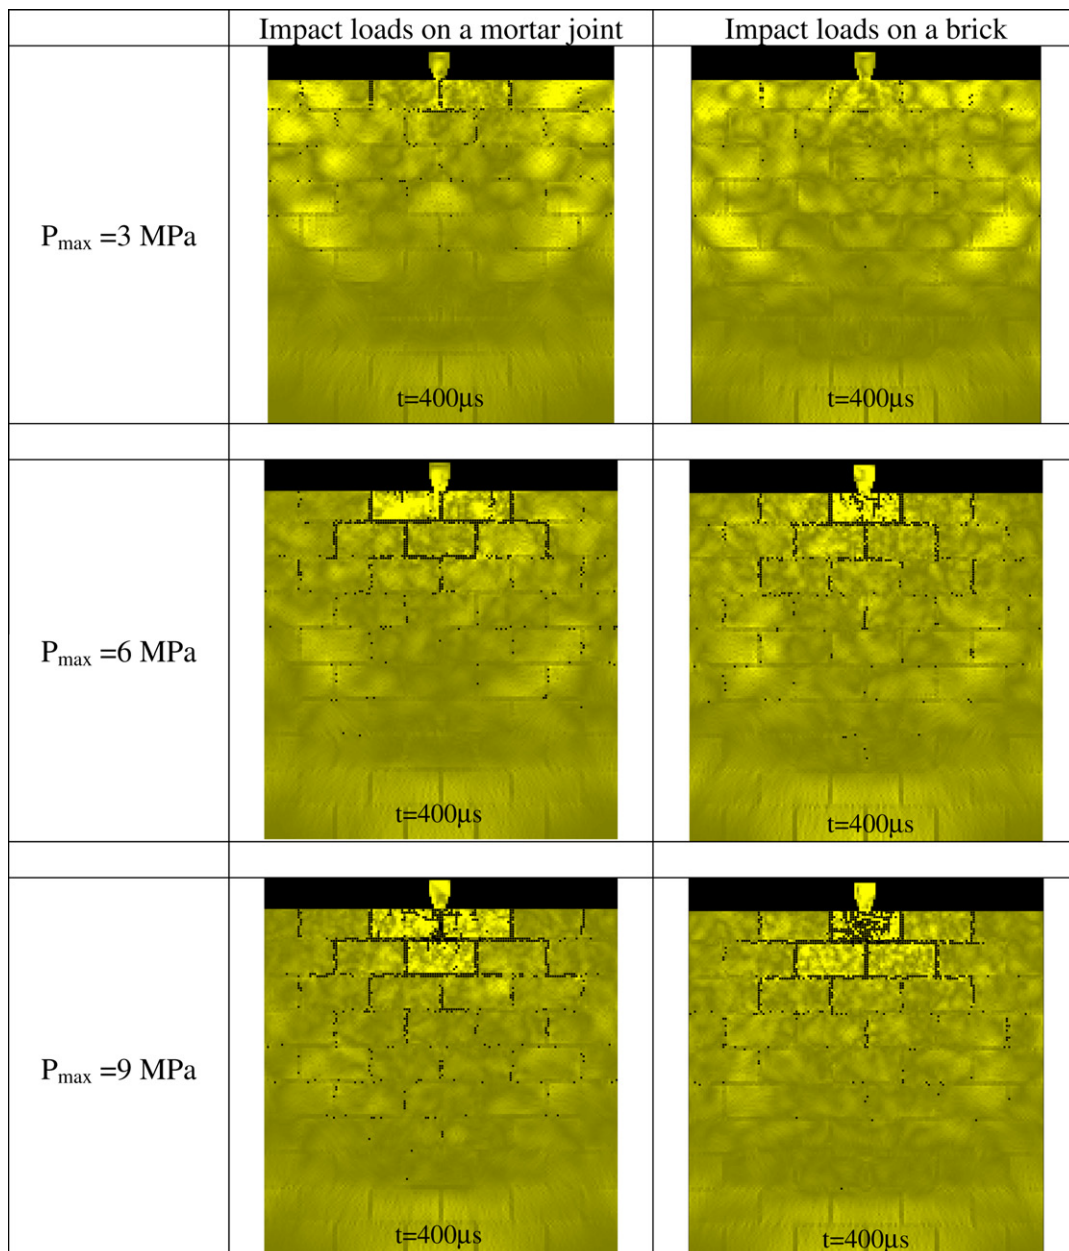 Impact loads on a mortar joint
Impact loads on a brick
Pmax =3 MPa
t=400μs
t=400μs
Pmax =6 MPa
t=400μs
t=400μs
Pmax =9 MPa
t=400μs
t=400μs